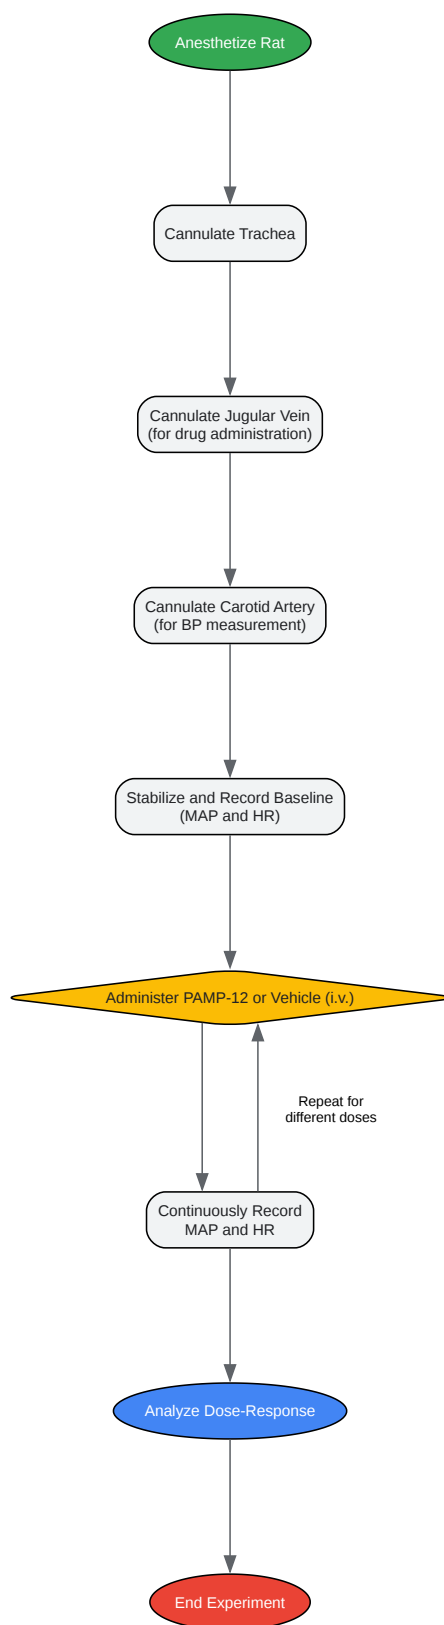 Anesthetize Rat
Cannulate Trachea
Cannulate Jugular Vein
(for drug administration)
Cannulate Carotid Artery
(for BP measurement)
Stabilize and Record Baseline
(MAP and HR)
Administer PAMP-12 or Vehicle (i.v.)
Repeat for
different doses
Continuously Record
MAP and HR
Analyze Dose-Response
End Experiment